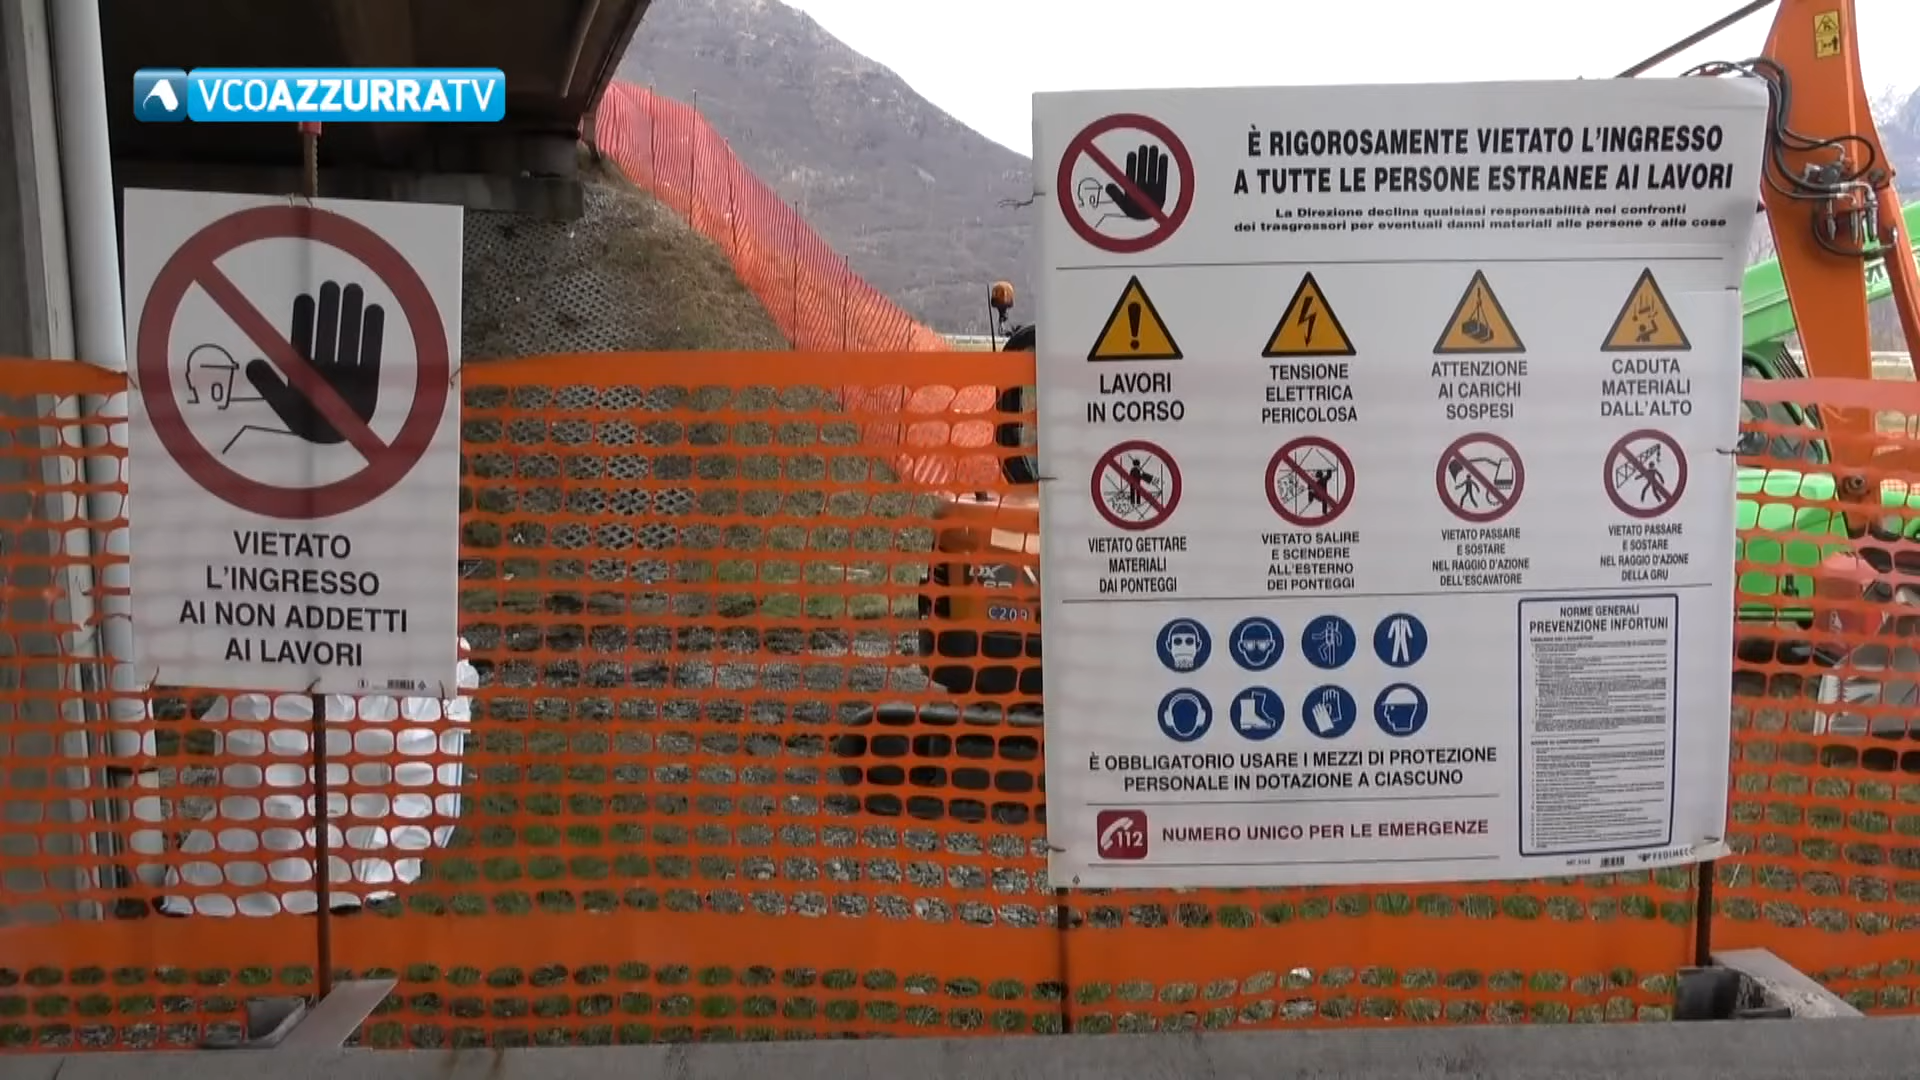 VCOAZZURRATV
VIETATO
L'INGRESSO
AI NON ADDETTI
AI LAVORI
È RIGOROSAMENTE VIETATO L'INGRESSO
A TUTTE LE PERSONE ESTRANEE AI LAVORI
La Direzione declina qualsiasi responsabilità nei confronti
dei trasgressori per eventuali danni materiali alle persone o alle cose
LAVORI
IN CORSO
TENSIONE
ELETTRICA
PERICOLOSA
ATTENZIONE
AI CARICHI
SOSPESI
CADUTA
MATERIALI
DALL'ALTO
VIETATO GETTARE
MATERIALI
DAI PONTEGGI
VIETATO SALIRE
E SCENDERE
ALL'ESTERNO
DEI PONTEGGI
VIETATO PASSARE
E SOSTARE
NEL RAGGIO D'AZIONE
DELL'ESCAVATORE
VIETATO PASSARE
E SOSTARE
NEL RAGGIO D'AZIONE
DELLA GRU
È OBBLIGATORIO USARE I MEZZI DI PROTEZIONE
PERSONALE IN DOTAZIONE A CIASCUNO
112
NUMERO UNICO PER LE EMERGENZE
NORME GENERALI
PREVENZIONE INFORTUNI
C209